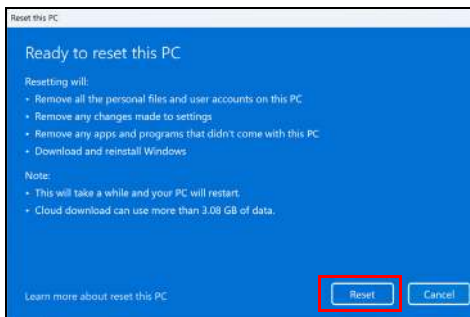 Reset this PC
Ready to reset this PC
Resetting will:
• Remove all the personal files and user accounts on this PC
• Remove any changes made to settings
• Remove any apps and programs that didn't come with this PC
• Download and reinstall Windows
Note:
• This will take a while and your PC will restart.
• Cloud download can use more than 3.08 GB of data.
Learn more about reset this PC
Reset
Cancel